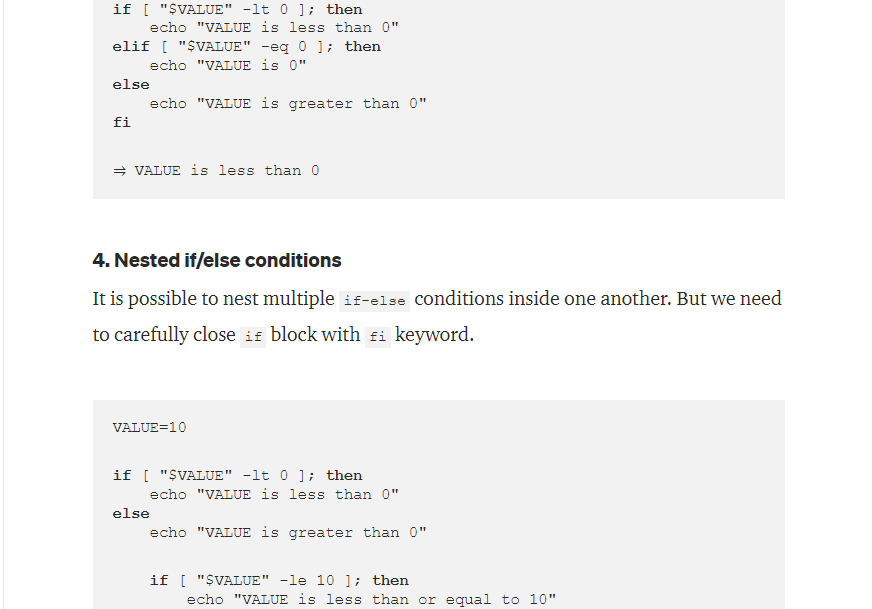 if [ "$VALUE" -lt 0 ]; then
    echo "VALUE is less than 0"
elif [ "$VALUE" -eq 0 ]; then
    echo "VALUE is 0"
else
    echo "VALUE is greater than 0"
fi
⇒ VALUE is less than 0
4. Nested if/else conditions
It is possible to nest multiple if-else conditions inside one another. But we need
to carefully close if block with fi keyword.
VALUE=10
if [ "$VALUE" -lt 0 ]; then
    echo "VALUE is less than 0"
else
    echo "VALUE is greater than 0"
    if [ "$VALUE" -le 10 ]; then
        echo "VALUE is less than or equal to 10"